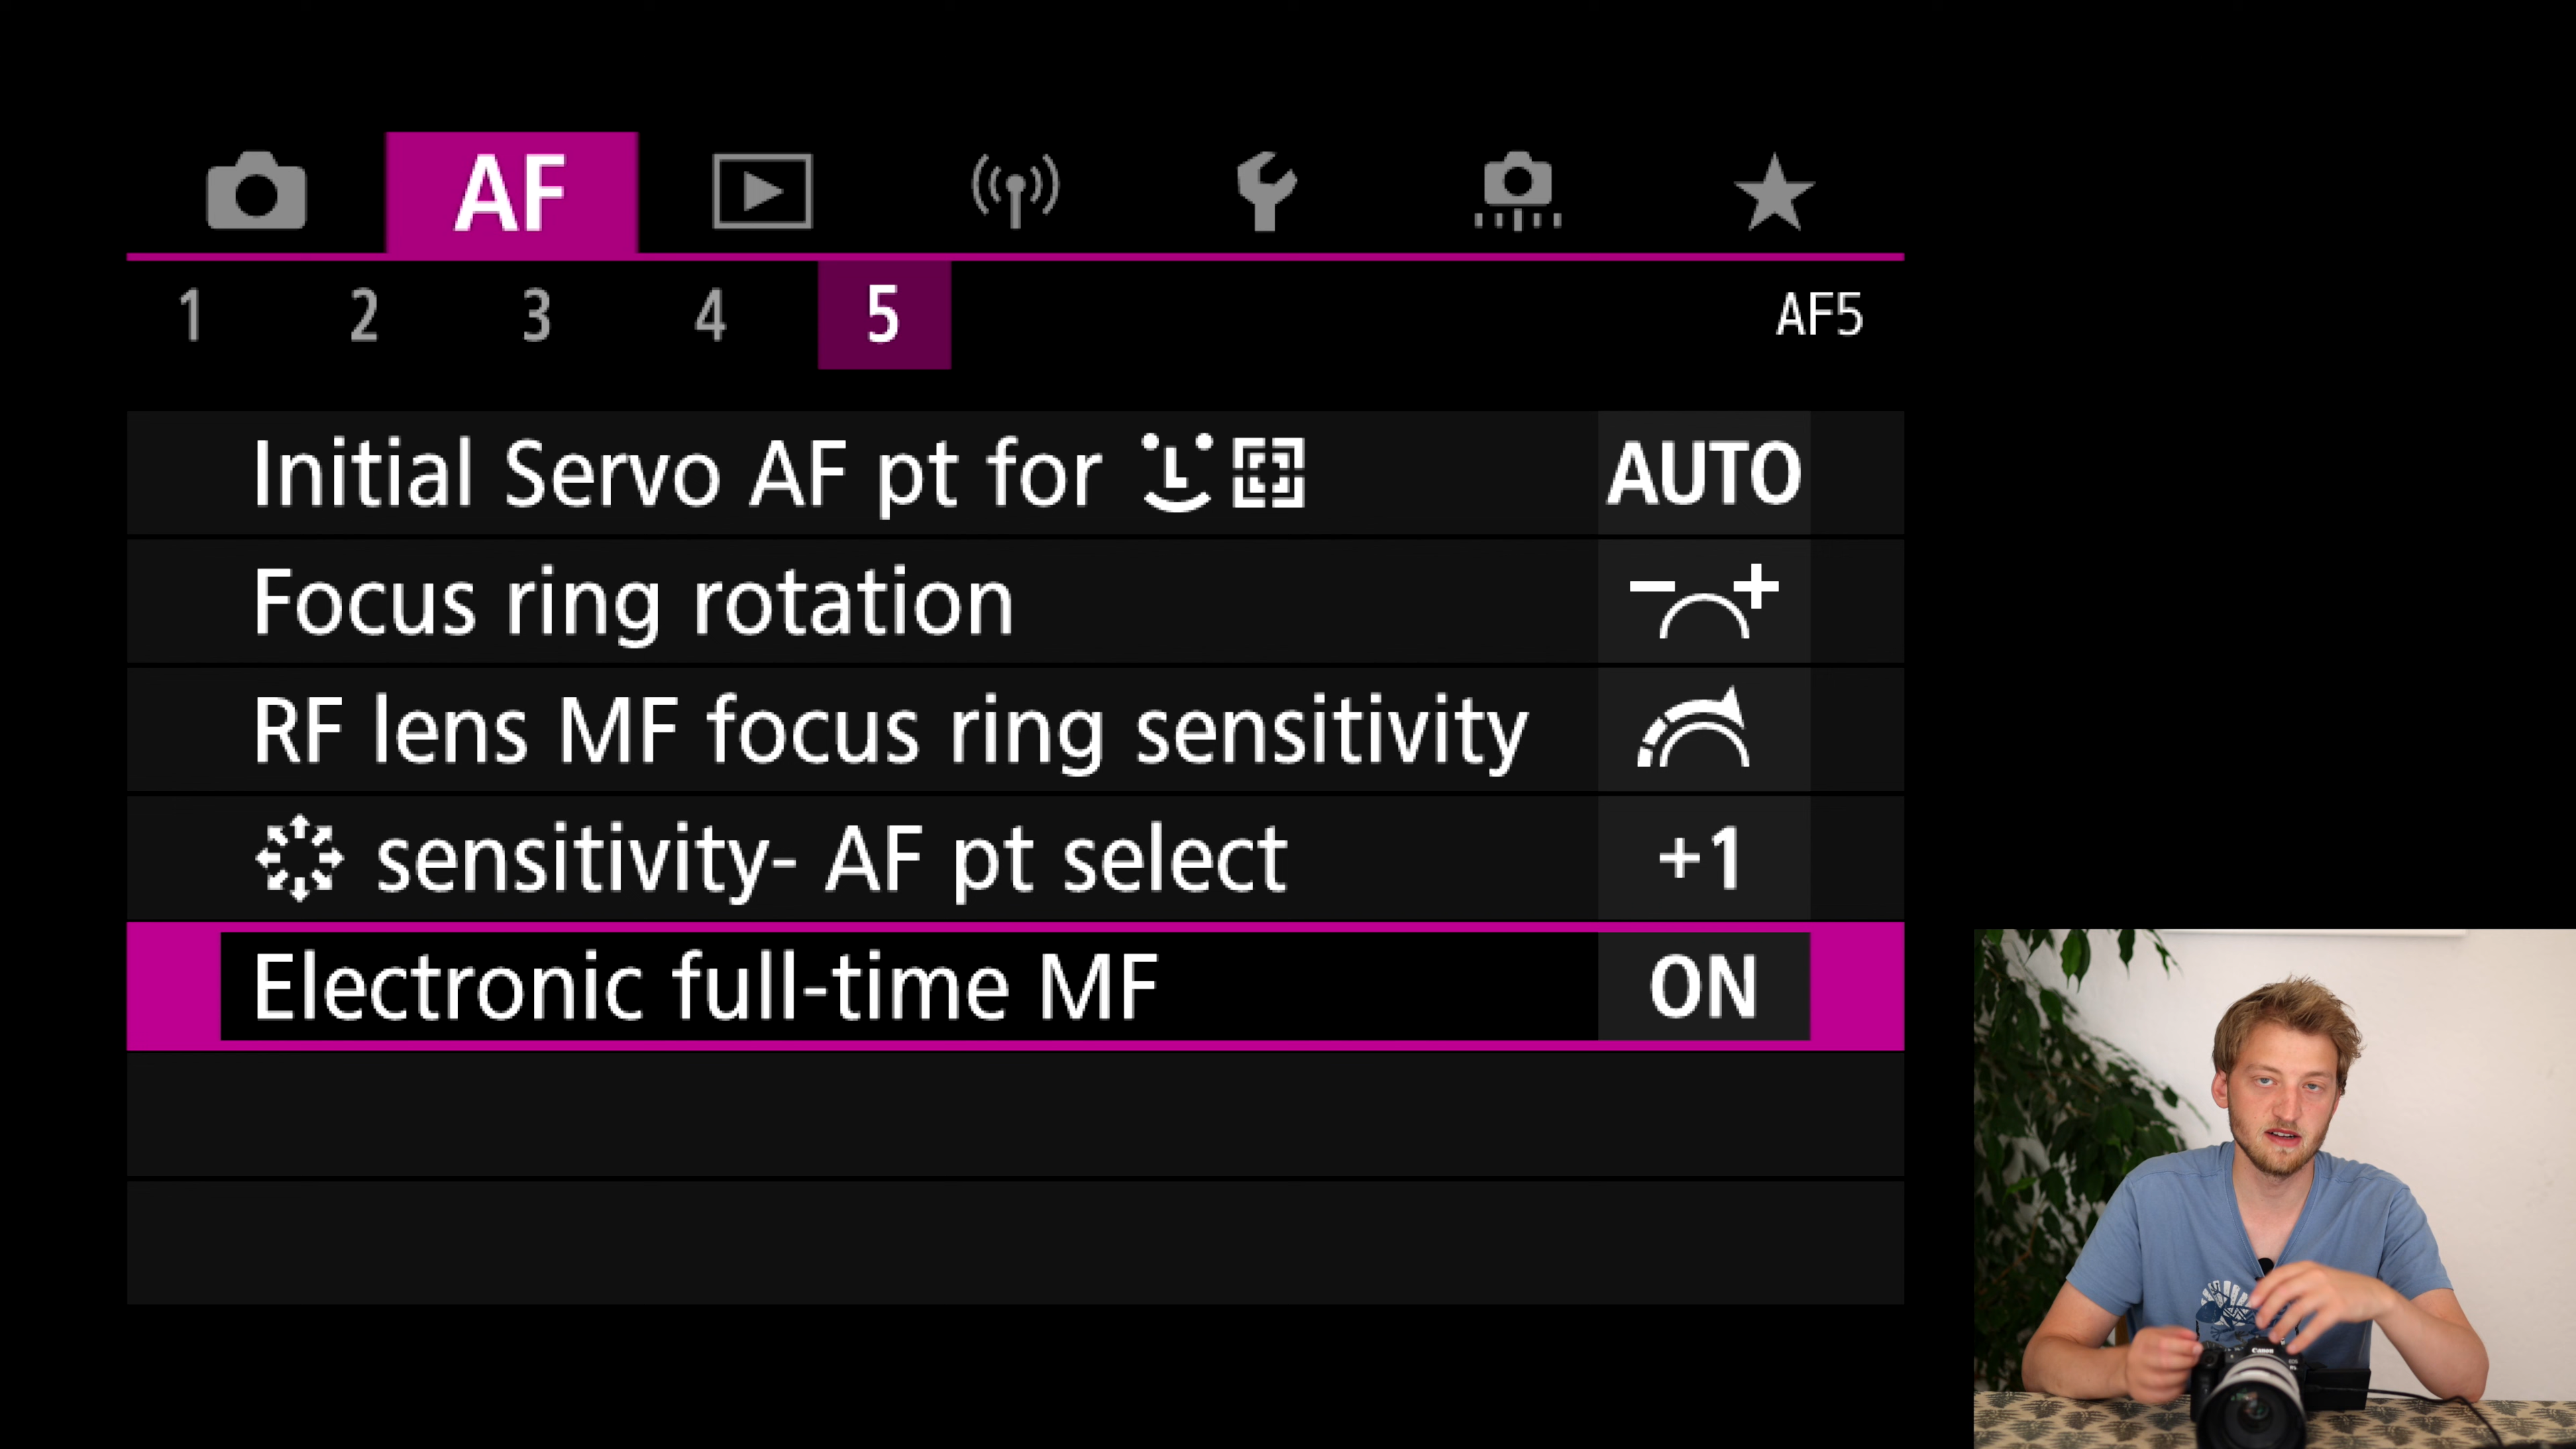 AF
1 2 3 4 5 AF5
Initial Servo AF pt for AUTO
Focus ring rotation
RF lens MF focus ring sensitivity
sensitivity- AF pt select +1
Electronic full-time MF ON
Canon